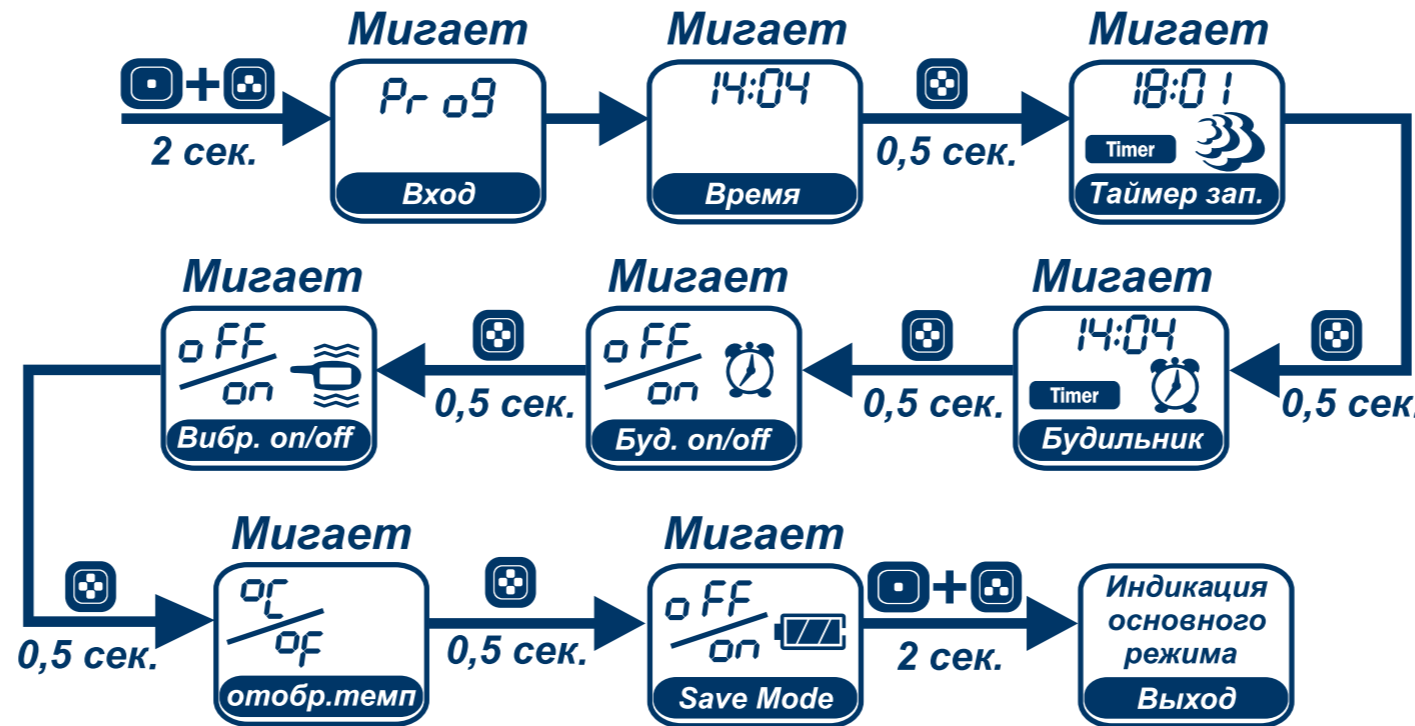 Мигает
Мигает
Мигает
+
2 сек.
Pr og
Вход
14:04
Время
0,5 сек.
18:01
Timer
Таймер зап.
Мигает
Мигает
Мигает
oFF
on
Вибр. on/off
0,5 сек.
oFF
on
Буд. on/off
0,5 сек.
14:04
Timer
Будильник
0,5 сек.
Мигает
Мигает
0,5 сек.
°C
°F
отобр.темп
0,5 сек.
oFF
on
Save Mode
+
2 сек.
Индикация
основного
режима
Выход